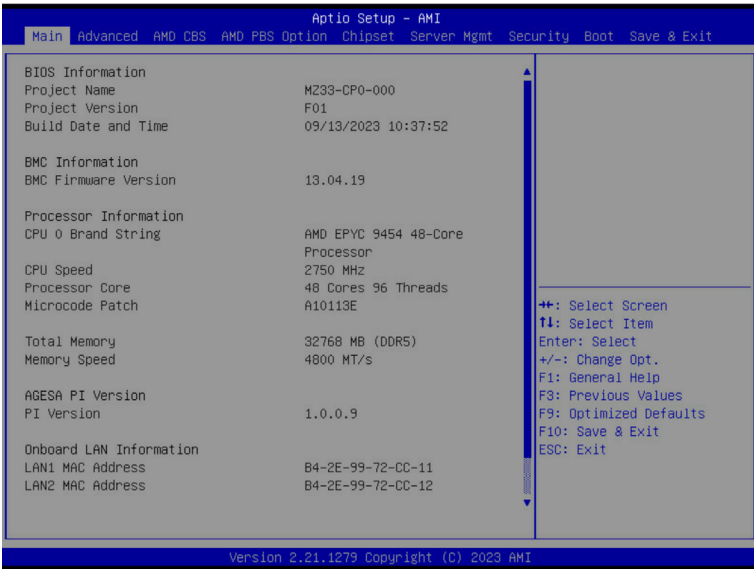 Aptio Setup – AMI
Main Advanced AMD CBS AMD PBS Option Chipset Server Mgmt Security Boot Save & Exit
BIOS Information
Project Name MZ33-CP0-000
Project Version F01
Build Date and Time 09/13/2023 10:37:52
BMC Information
BMC Firmware Version 13.04.19
Processor Information
CPU 0 Brand String AMD EPYC 9454 48-Core
Processor
CPU Speed 2750 MHz
Processor Core 48 Cores 96 Threads
Microcode Patch A10113E
Total Memory 32768 MB (DDR5)
Memory Speed 4800 MT/s
AGESA PI Version
PI Version 1.0.0.9
Onboard LAN Information
LAN1 MAC Address B4-2E-99-72-CC-11
LAN2 MAC Address B4-2E-99-72-CC-12
→←: Select Screen
↑↓: Select Item
Enter: Select
+/-: Change Opt.
F1: General Help
F3: Previous Values
F9: Optimized Defaults
F10: Save & Exit
ESC: Exit
Version 2.21.1279 Copyright (C) 2023 AMI